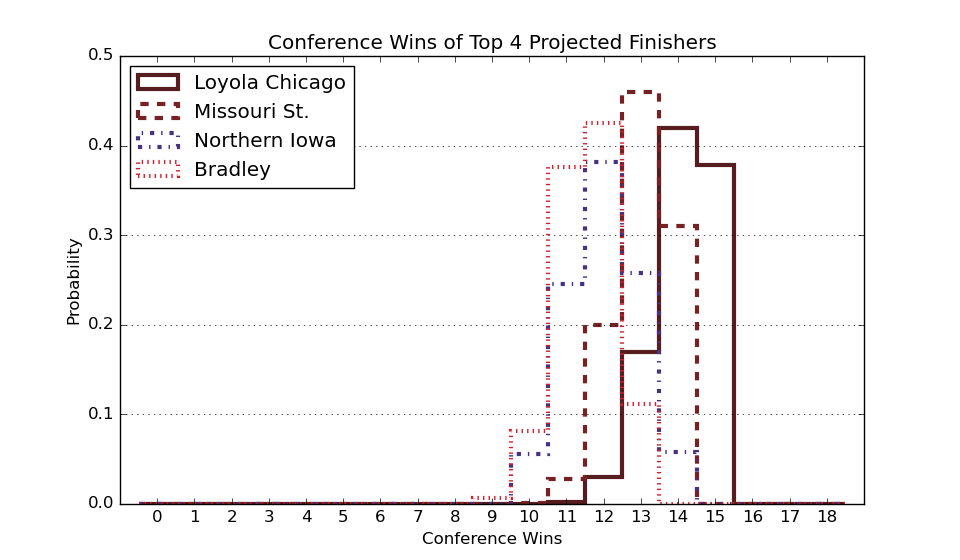 Conference Wins of Top 4 Projected Finishers
Loyola Chicago
Missouri St.
Northern Iowa
Bradley
Probability
0.5
0.4
0.3
0.2
0.1
0.0
0 1 2 3 4 5 6 7 8 9 10 11 12 13 14 15 16 17 18
Conference Wins